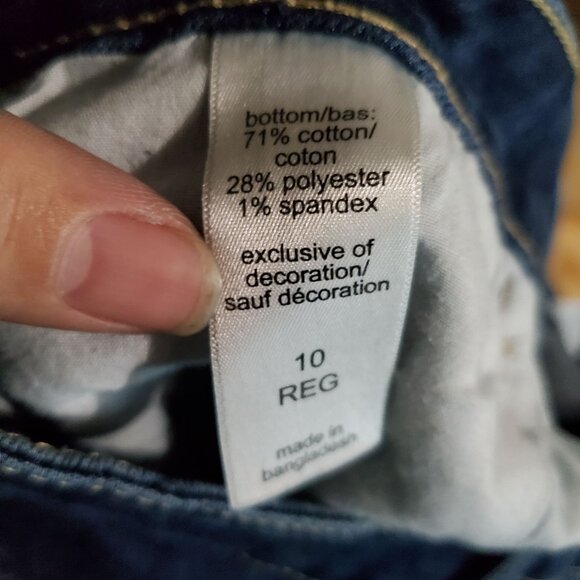 bottom/bas:
71% cotton/
coton
28% polyester
1% spandex
exclusive of
decoration/
sauf décoration
10
REG
made in
bangladesh